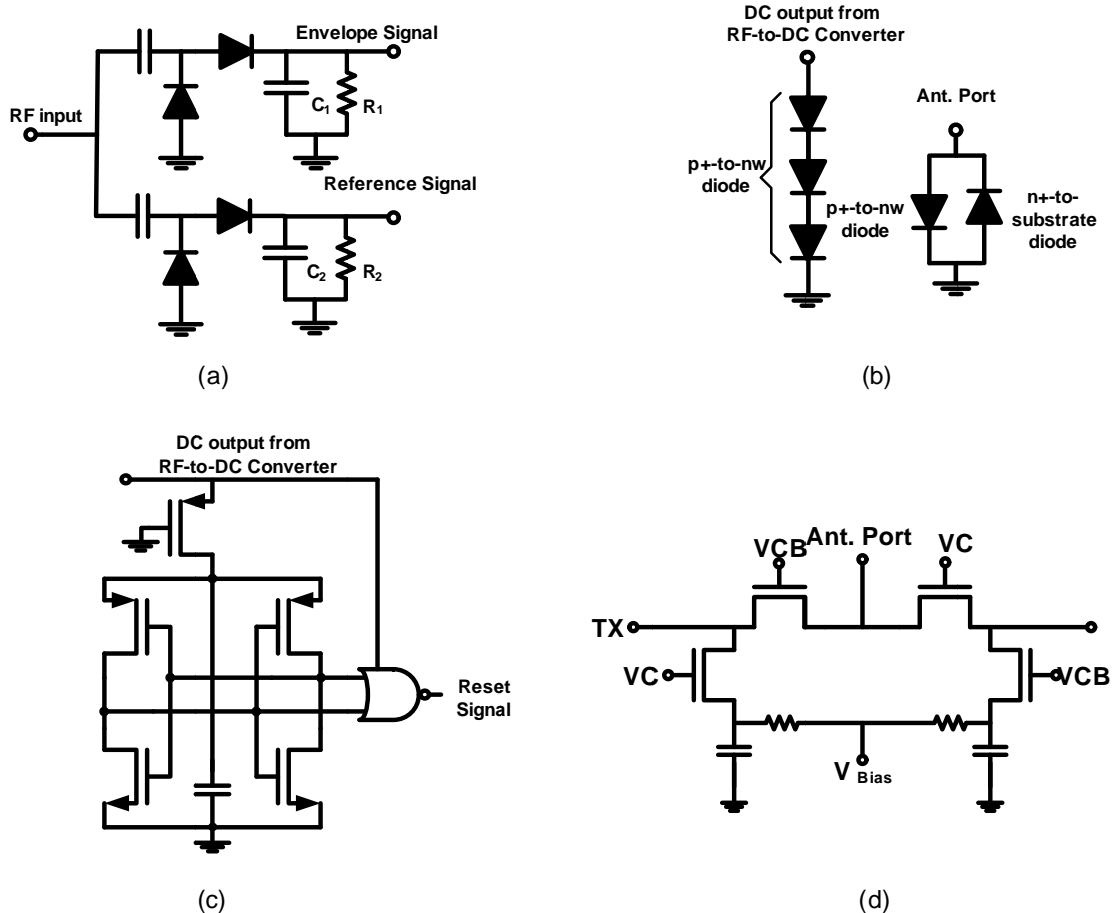 Envelope Signal
RF input
C1
R1
Reference Signal
C2
R2
(a)
DC output from
RF-to-DC Converter
Ant. Port
p+-to-nw
diode
p+-to-nw
diode
n+-to-
substrate
diode
(b)
DC output from
RF-to-DC Converter
Reset
Signal
(c)
Ant. Port
VCB
VC
TX
VC
VCB
V Bias
(d)